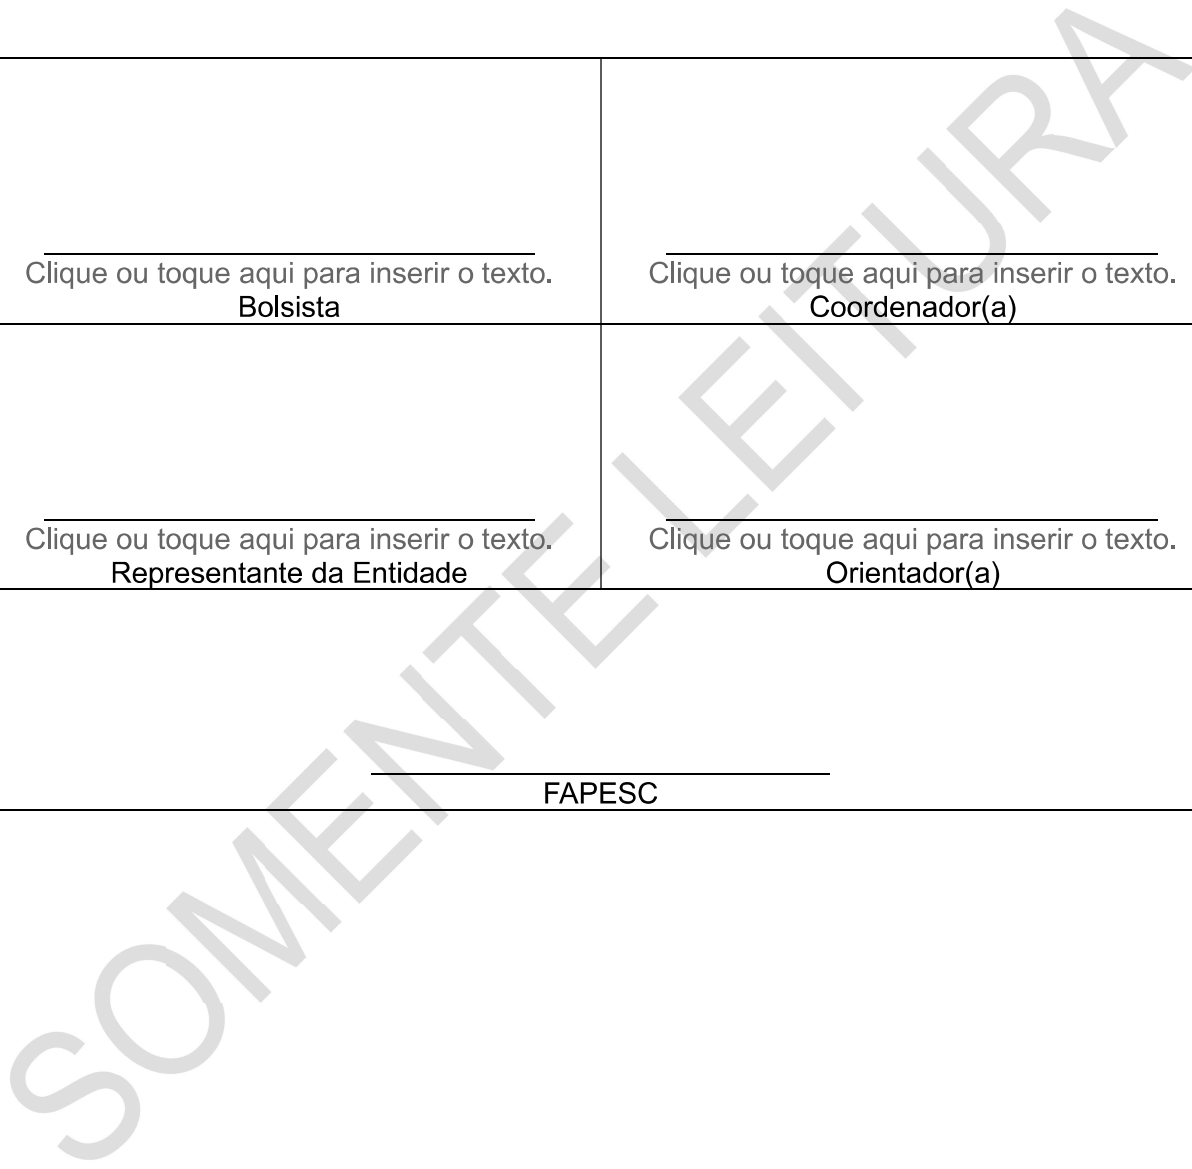 Clique ou toque aqui para inserir o texto.
Bolsista
Clique ou toque aqui para inserir o texto.
Coordenador(a)
Clique ou toque aqui para inserir o texto.
Representante da Entidade
Clique ou toque aqui para inserir o texto.
Orientador(a)
FAPESC
SOMENTE LEITURA